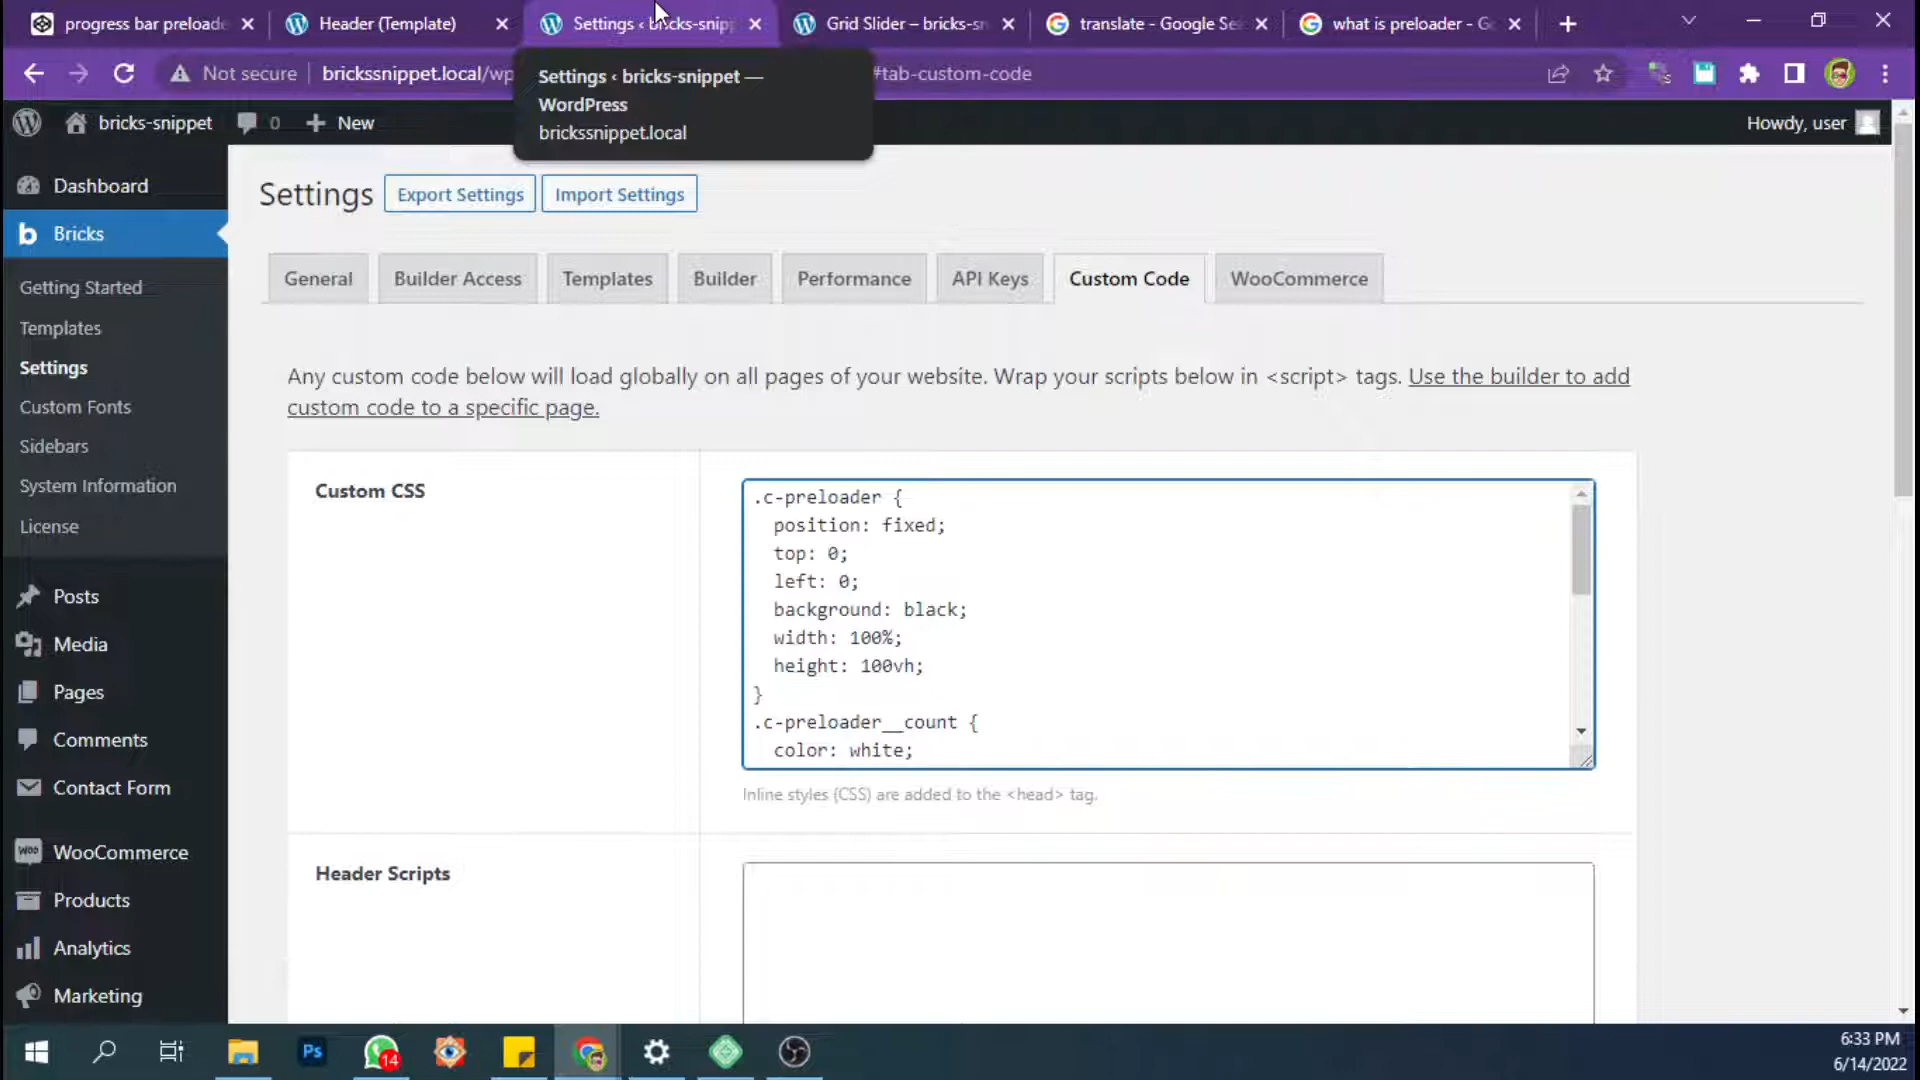 progress bar preloade
Header (Template)
Settings ‹ bricks-snipp
Grid Slider – bricks-sn
translate - Google Se
what is preloader - G
Not secure
brickssnippet.local/wp
#tab-custom-code
Settings ‹ bricks-snippet —
WordPress
brickssnippet.local
bricks-snippet
0
New
Howdy, user
Dashboard
Bricks
Getting Started
Templates
Settings
Custom Fonts
Sidebars
System Information
License
Posts
Media
Pages
Comments
Contact Form
WooCommerce
Products
Analytics
Marketing
Settings
Export Settings
Import Settings
General
Builder Access
Templates
Builder
Performance
API Keys
Custom Code
WooCommerce
Any custom code below will load globally on all pages of your website. Wrap your scripts below in <script> tags. Use the builder to add
custom code to a specific page.
Custom CSS
.c-preloader {
position: fixed;
top: 0;
left: 0;
background: black;
width: 100%;
height: 100vh;
}
.c-preloader__count {
color: white;
Inline styles (CSS) are added to the <head> tag.
Header Scripts
Ps
14
6:33 PM
6/14/2022